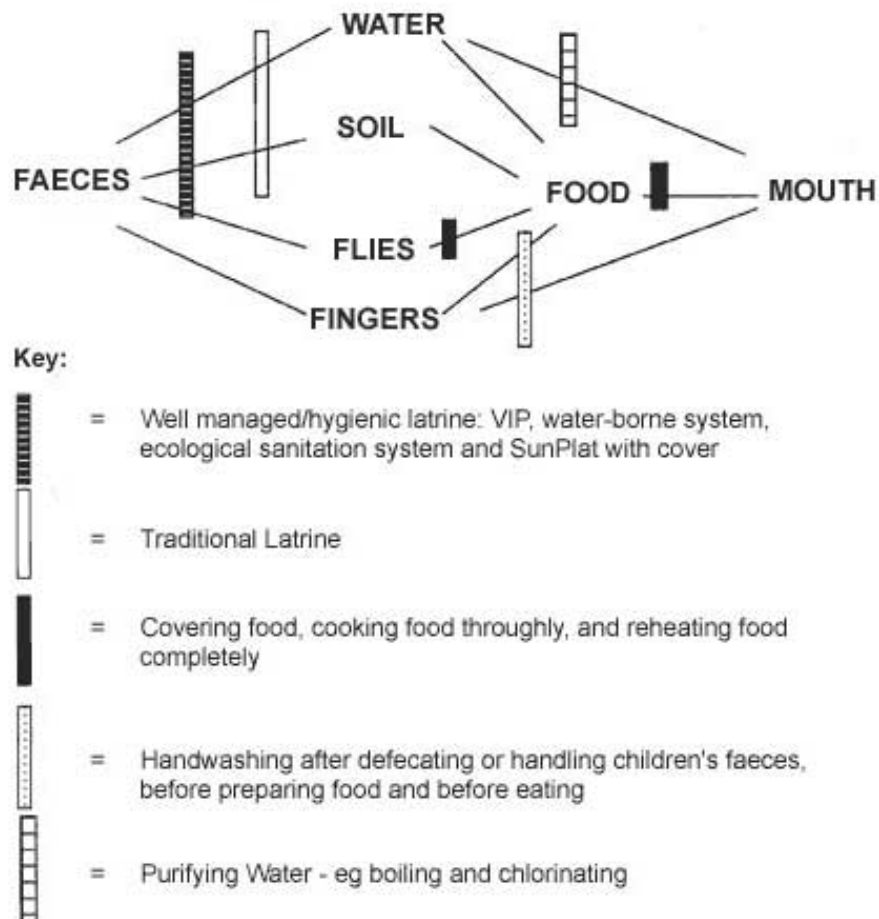 WATER
SOIL
FAECES
FOOD
MOUTH
FLIES
FINGERS
Key:
= Well managed/hygienic latrine: VIP, water-borne system,
ecological sanitation system and SunPlat with cover
= Traditional Latrine
= Covering food, cooking food throughly, and reheating food
completely
= Handwashing after defecating or handling children's faeces,
before preparing food and before eating
= Purifying Water - eg boiling and chlorinating